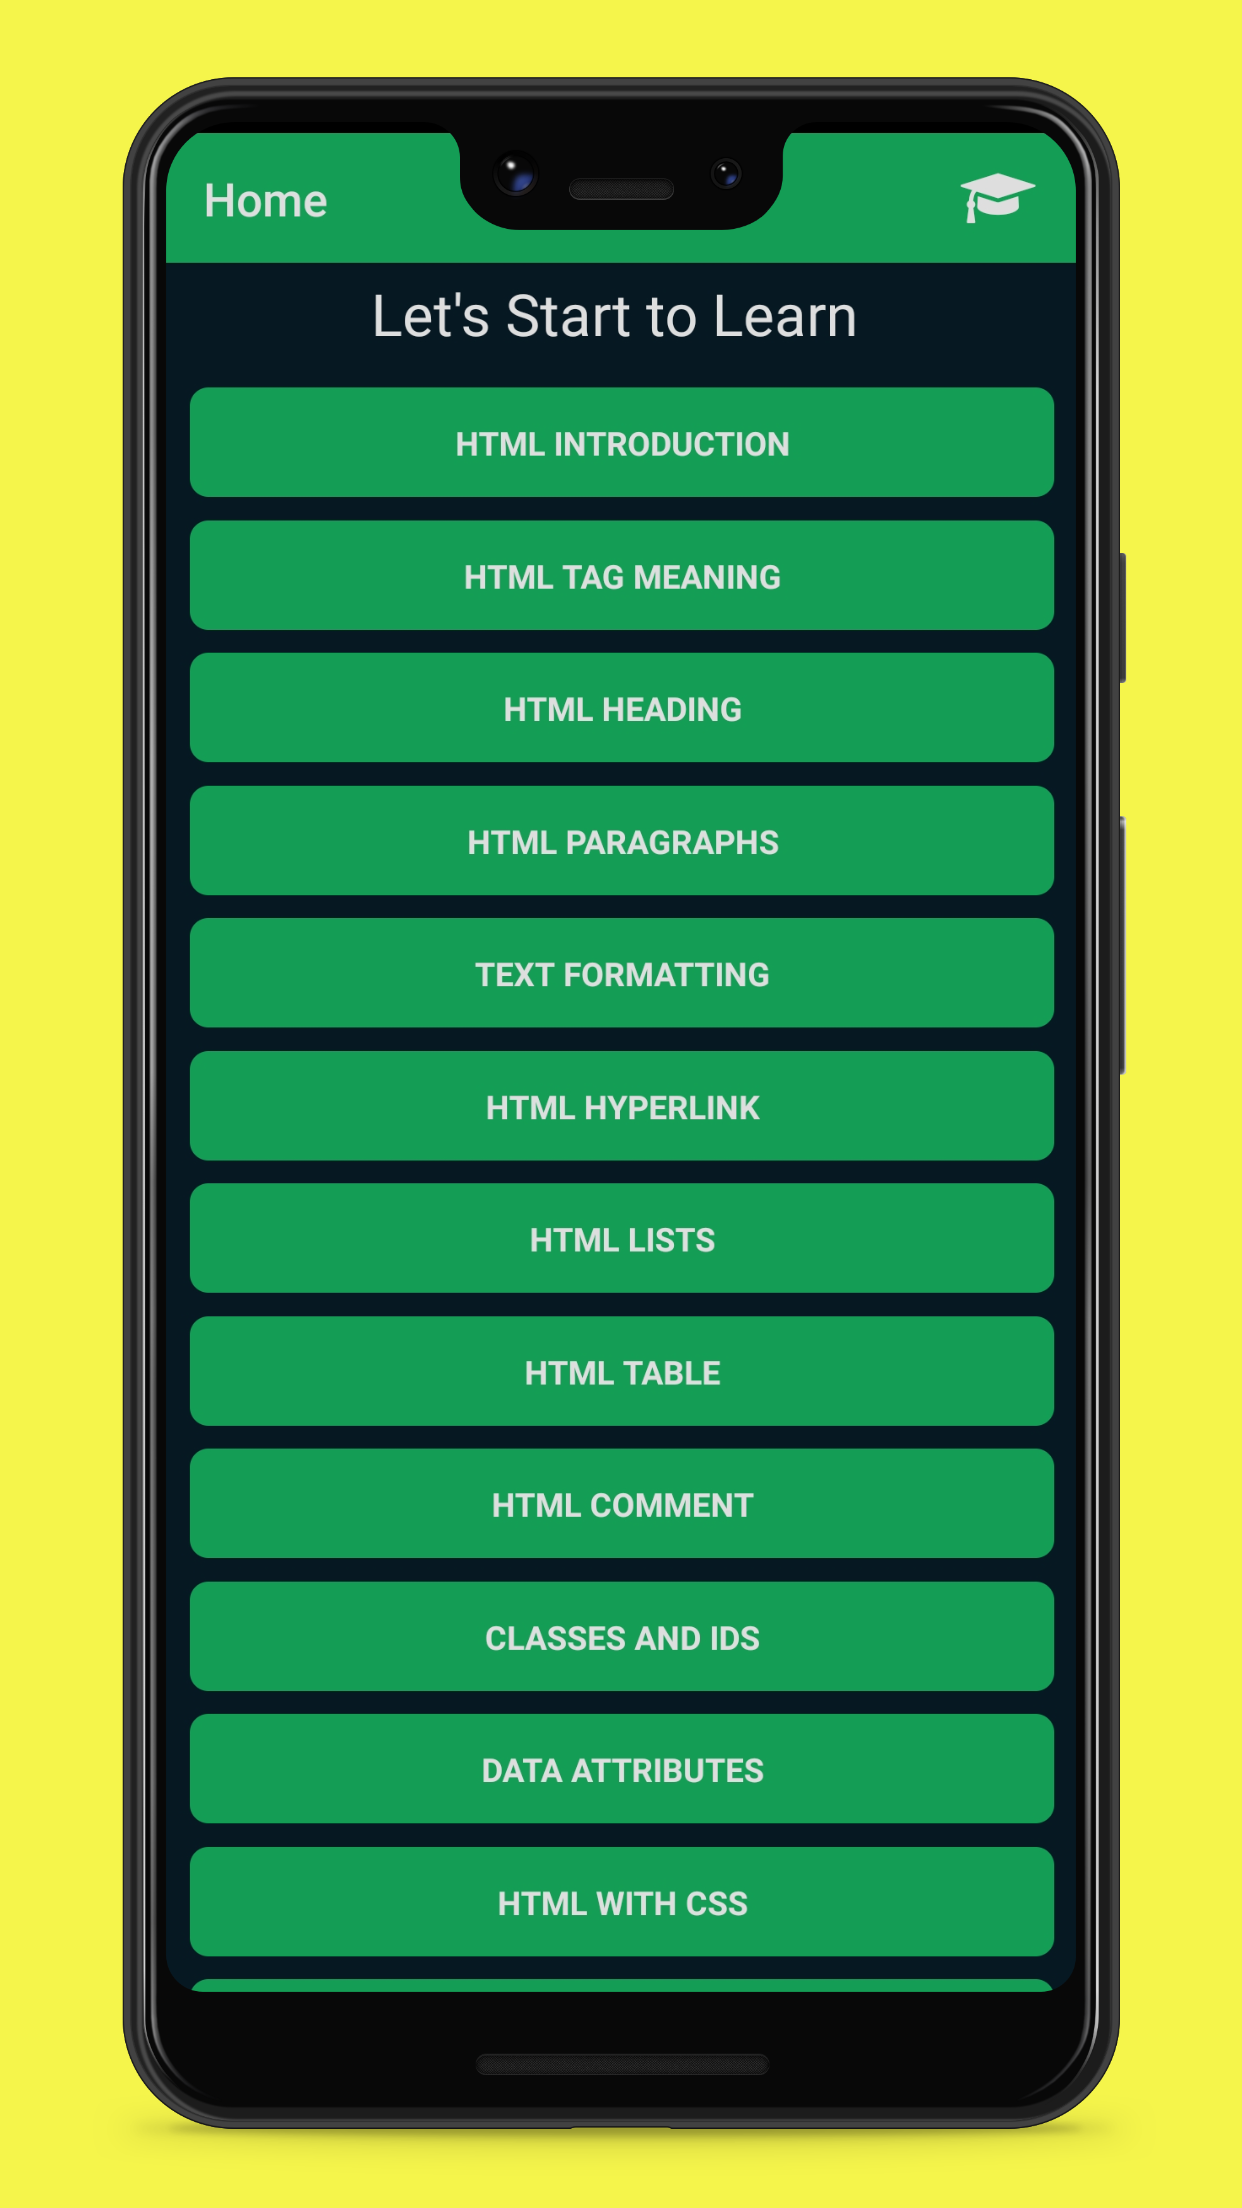 Home
Let's Start to Learn
HTML INTRODUCTION
HTML TAG MEANING
HTML HEADING
HTML PARAGRAPHS
TEXT FORMATTING
HTML HYPERLINK
HTML LISTS
HTML TABLE
HTML COMMENT
CLASSES AND IDS
DATA ATTRIBUTES
HTML WITH CSS